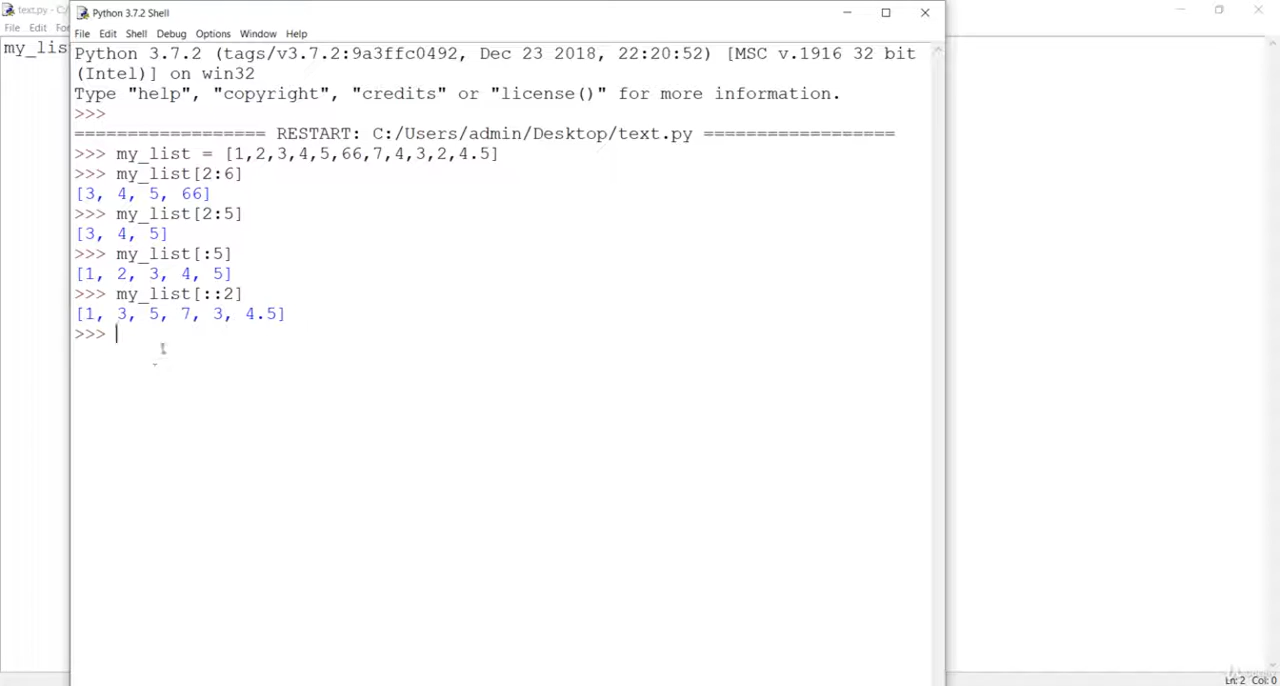 text.py - C:/
File Edit Fo
my_lis
Python 3.7.2 Shell
File Edit Shell Debug Options Window Help
Python 3.7.2 (tags/v3.7.2:9a3ffc0492, Dec 23 2018, 22:20:52) [MSC v.1916 32 bit
(Intel)] on win32
Type "help", "copyright", "credits" or "license()" for more information.
>>>
================== RESTART: C:/Users/admin/Desktop/text.py ==================
>>> my_list = [1,2,3,4,5,66,7,4,3,2,4.5]
>>> my_list[2:6]
[3, 4, 5, 66]
>>> my_list[2:5]
[3, 4, 5]
>>> my_list[:5]
[1, 2, 3, 4, 5]
>>> my_list[::2]
[1, 3, 5, 7, 3, 4.5]
>>>
Ln: 2 Col: 0